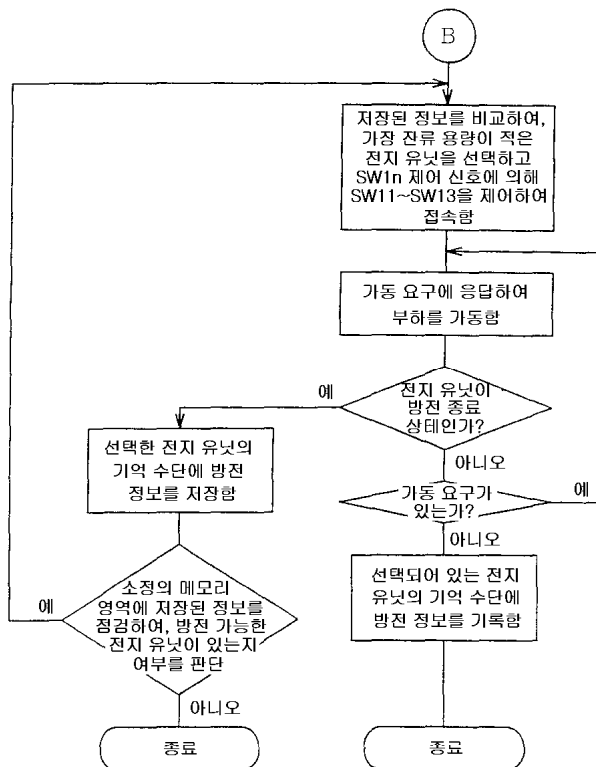 B
저장된 정보를 비교하여,
가장 잔류 용량이 적은
전지 유닛을 선택하고
SW1n 제어 신호에 의해
SW11~SW13을 제어하여
접속함
가동 요구에 응답하여
부하를 가동함
예
전지 유닛이
방전 종료
상태인가?
선택한 전지 유닛의
기억 수단에 방전
정보를 저장함
아니오
가동 요구가
있는가?
예
아니오
소정의 메모리
영역에 저장된 정보를
점검하여, 방전 가능한
전지 유닛이 있는지
여부를 판단
예
선택되어 있는 전지
유닛의 기억 수단에
방전 정보를 기록함
아니오
종료
종료